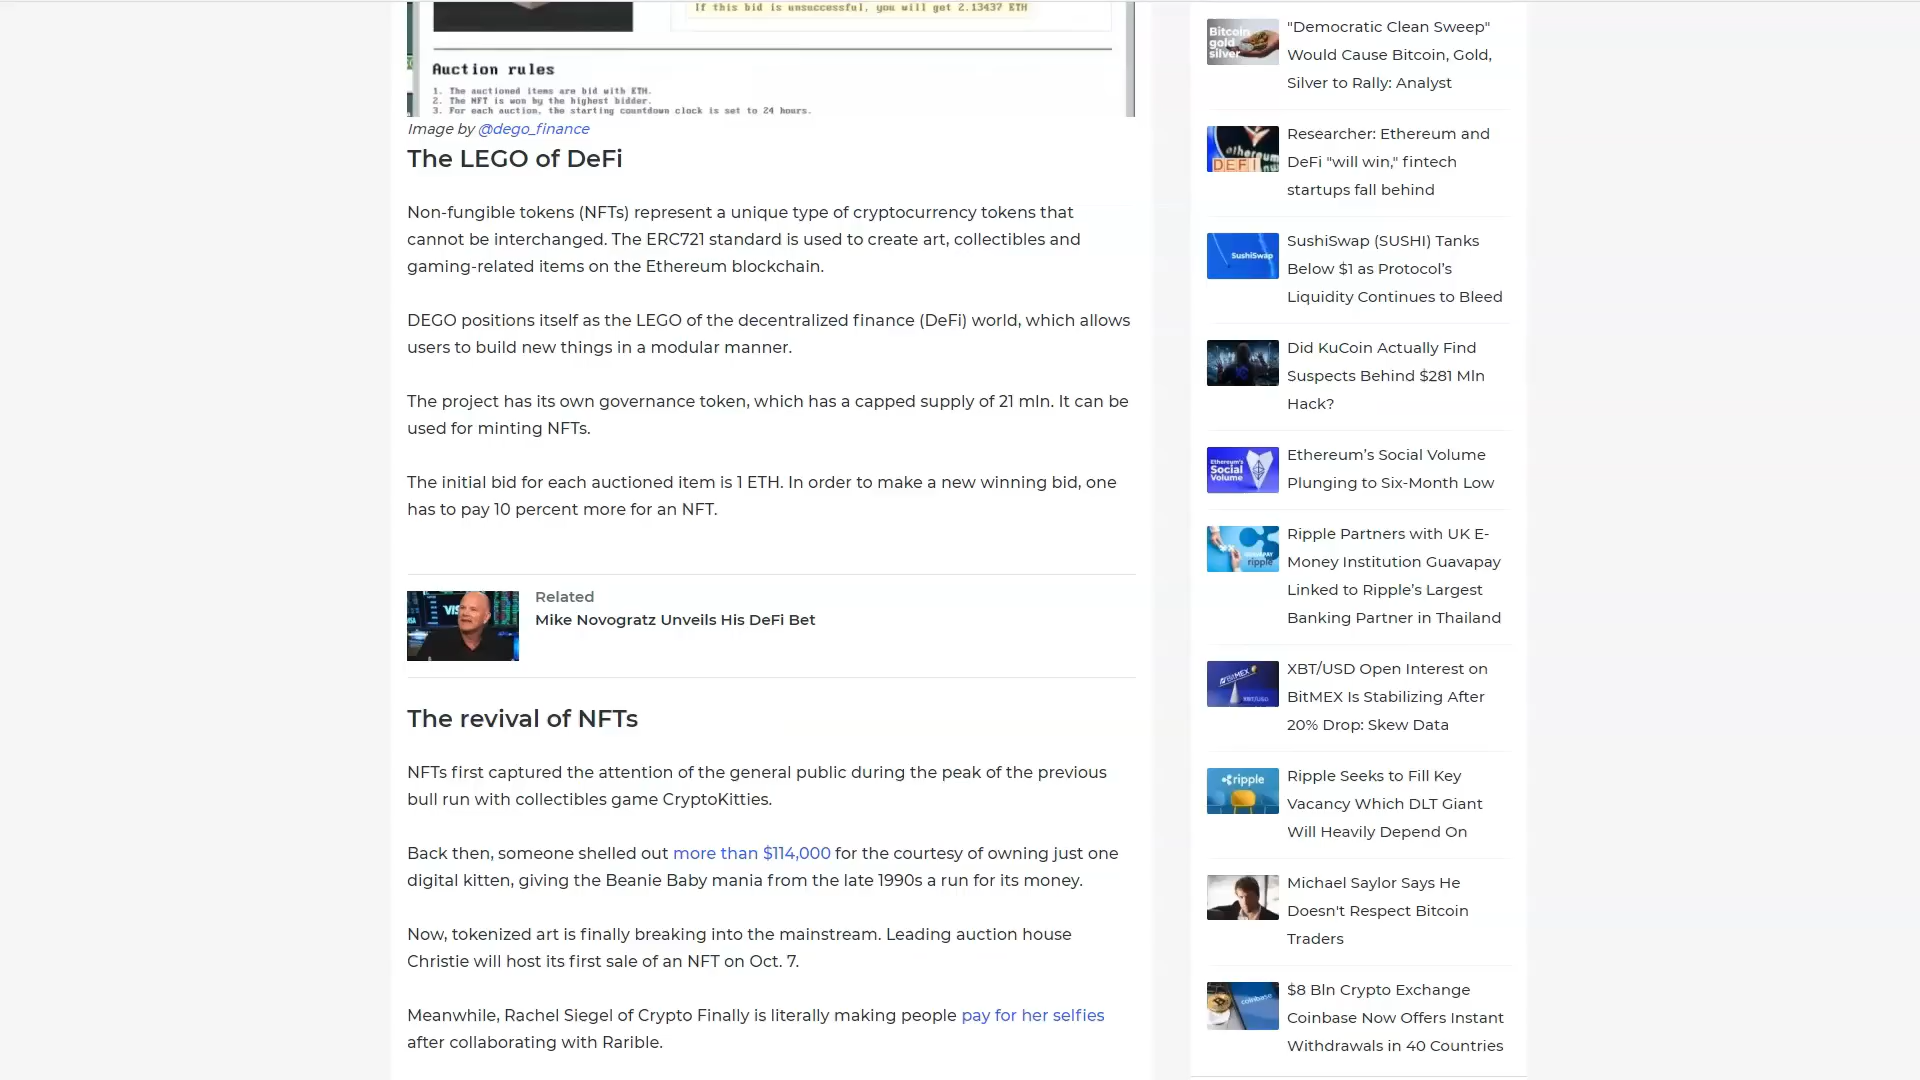 If this bid is unsuccessful, you will get 2.13437 ETH
Auction rules
1. The auctioned items are bid with ETH.
2. The NFT is won by the highest bidder.
3. For each auction, the starting countdown clock is set to 24 hours.
Image by @dego_finance
The LEGO of DeFi
Non-fungible tokens (NFTs) represent a unique type of cryptocurrency tokens that
cannot be interchanged. The ERC721 standard is used to create art, collectibles and
gaming-related items on the Ethereum blockchain.
DEGO positions itself as the LEGO of the decentralized finance (DeFi) world, which allows
users to build new things in a modular manner.
The project has its own governance token, which has a capped supply of 21 mln. It can be
used for minting NFTs.
The initial bid for each auctioned item is 1 ETH. In order to make a new winning bid, one
has to pay 10 percent more for an NFT.
VIS
Related
Mike Novogratz Unveils His DeFi Bet
The revival of NFTs
NFTs first captured the attention of the general public during the peak of the previous
bull run with collectibles game CryptoKitties.
Back then, someone shelled out more than $114,000 for the courtesy of owning just one
digital kitten, giving the Beanie Baby mania from the late 1990s a run for its money.
Now, tokenized art is finally breaking into the mainstream. Leading auction house
Christie will host its first sale of an NFT on Oct. 7.
Meanwhile, Rachel Siegel of Crypto Finally is literally making people pay for her selfies
after collaborating with Rarible.
Bitcoin
gold
silver
"Democratic Clean Sweep"
Would Cause Bitcoin, Gold,
Silver to Rally: Analyst
ethereum
DEFI
Researcher: Ethereum and
DeFi "will win," fintech
startups fall behind
SushiSwap
SushiSwap (SUSHI) Tanks
Below $1 as Protocol’s
Liquidity Continues to Bleed
Did KuCoin Actually Find
Suspects Behind $281 Mln
Hack?
Ethereum's
Social
Volume
Ethereum’s Social Volume
Plunging to Six-Month Low
GUAVAPAY
ripple
Ripple Partners with UK E-
Money Institution Guavapay
Linked to Ripple’s Largest
Banking Partner in Thailand
BitMEX
XBT/USD
XBT/USD Open Interest on
BitMEX Is Stabilizing After
20% Drop: Skew Data
ripple
Ripple Seeks to Fill Key
Vacancy Which DLT Giant
Will Heavily Depend On
Michael Saylor Says He
Doesn't Respect Bitcoin
Traders
coinbase
$8 Bln Crypto Exchange
Coinbase Now Offers Instant
Withdrawals in 40 Countries